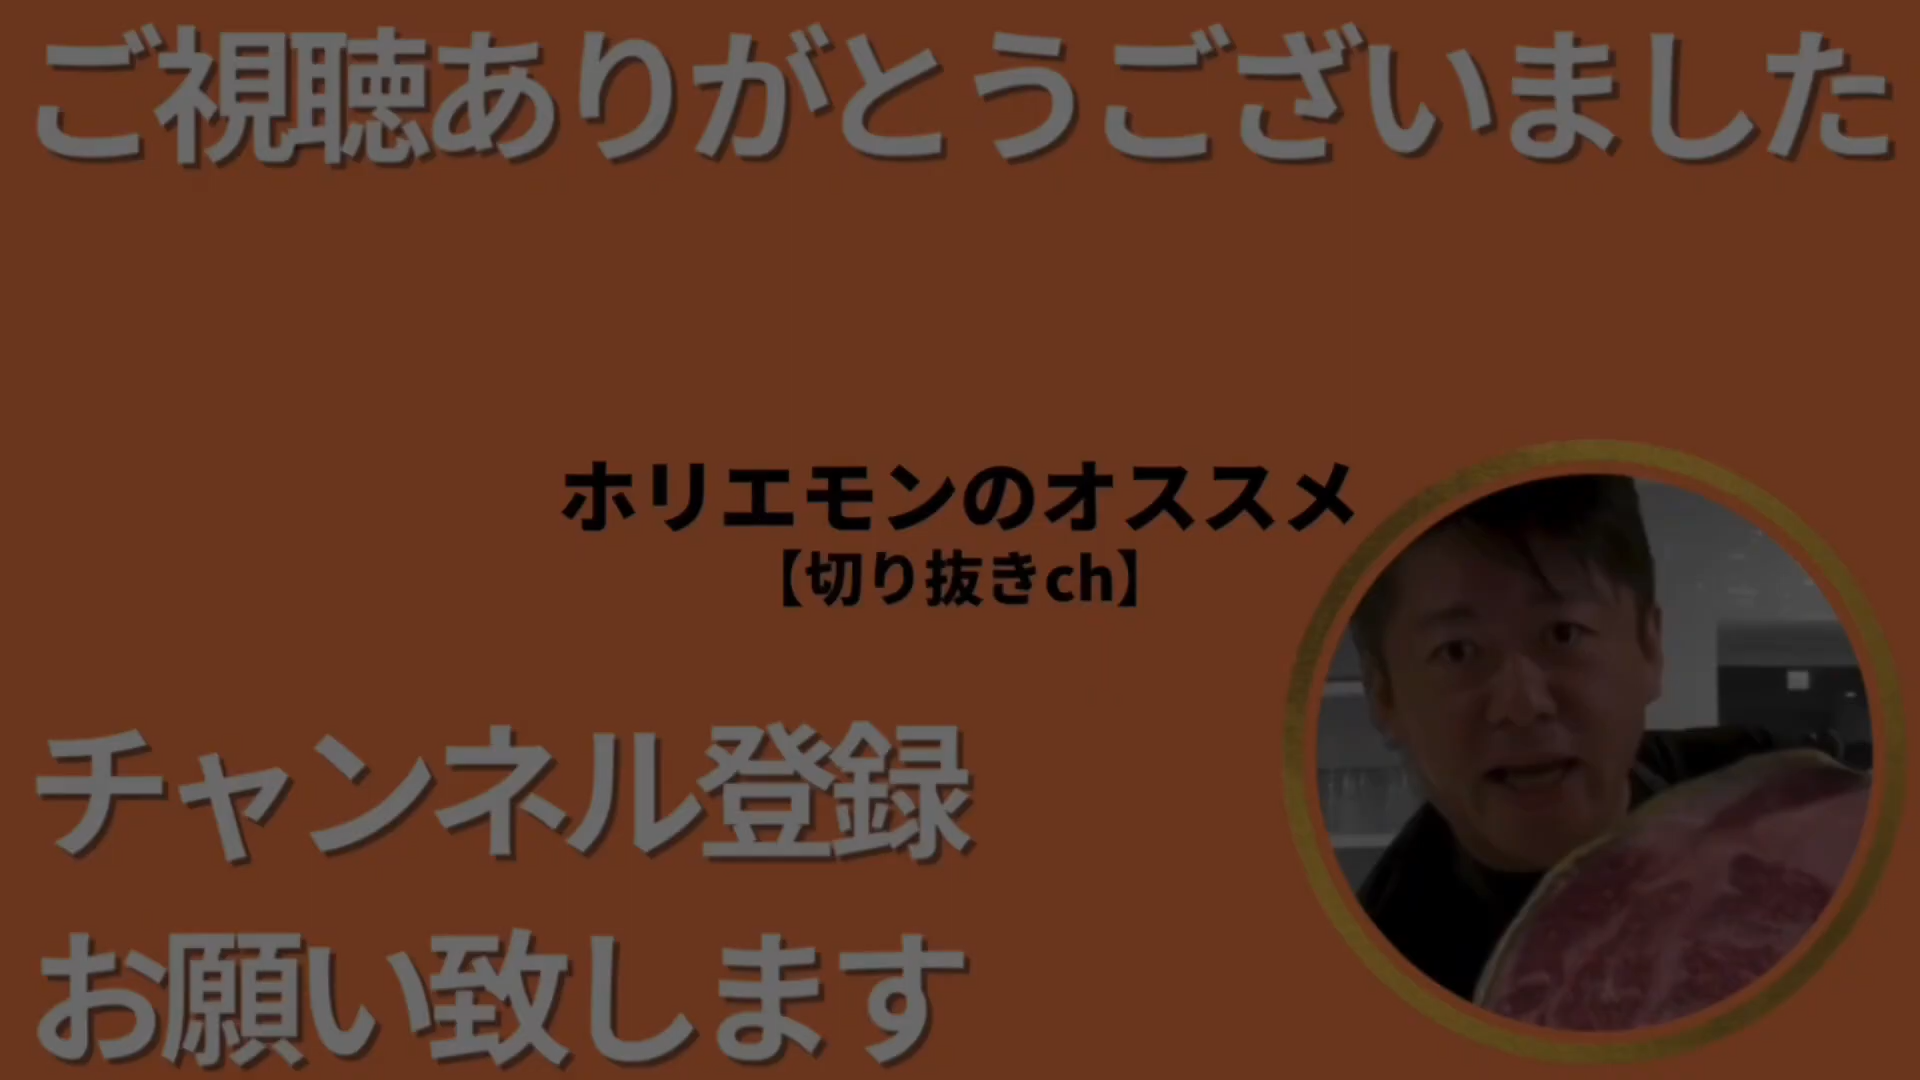 ご視聴ありがとうございました
ホリエモンのオススメ
【切り抜きch】
チャンネル登録
お願い致します